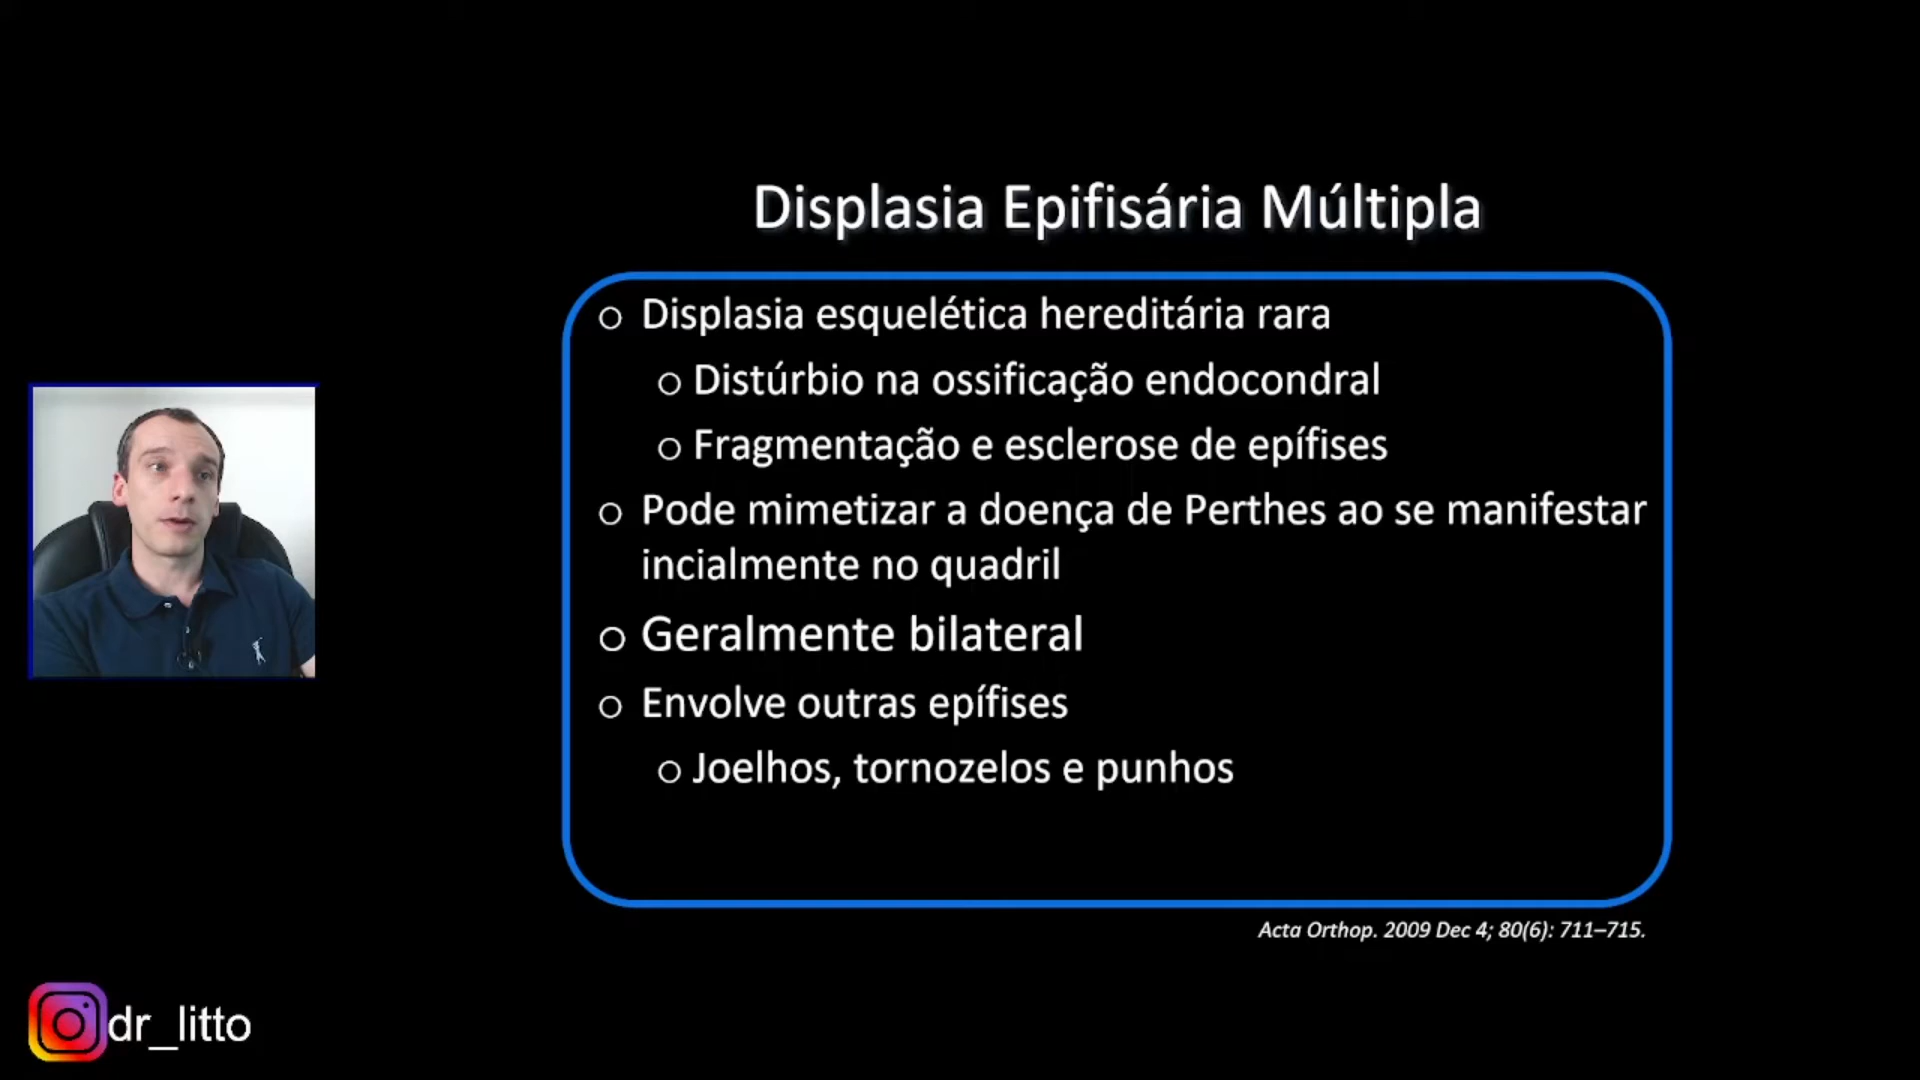 Displasia Epifisária Múltipla
o Displasia esquelética hereditária rara
o Distúrbio na ossificação endocondral
o Fragmentação e esclerose de epífises
o Pode mimetizar a doença de Perthes ao se manifestar
incialmente no quadril
o Geralmente bilateral
o Envolve outras epífises
o Joelhos, tornozelos e punhos
Acta Orthop. 2009 Dec 4; 80(6): 711–715.
dr_litto